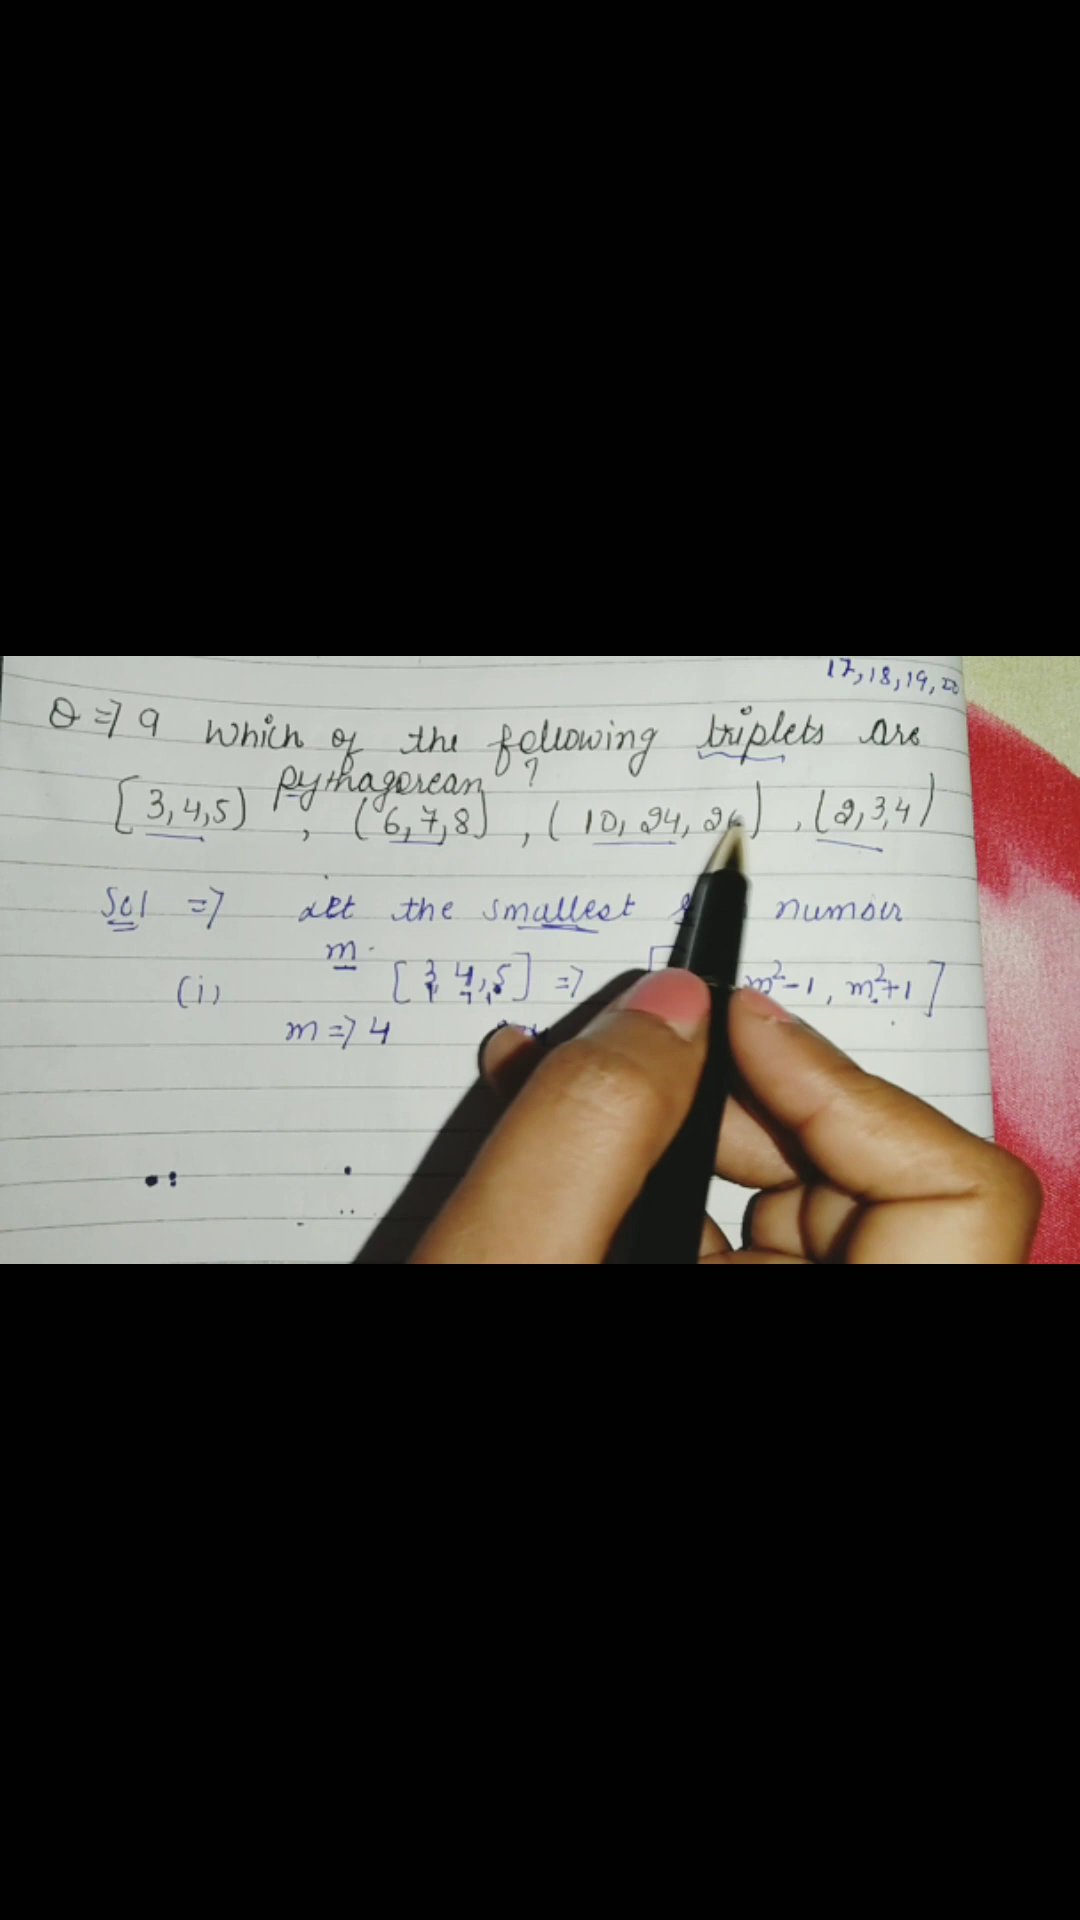 17, 18, 19, 20
Q => 9 Which of the following triplets are
pythagorean ?
[3, 4, 5) , (6, 7, 8) , ( 10, 24, 26 ) , (2, 3, 4)
Sol => Let the smallest number
m.
(i) [3, 4, 5] => [ m²-1 , m²+1 ]
m => 4